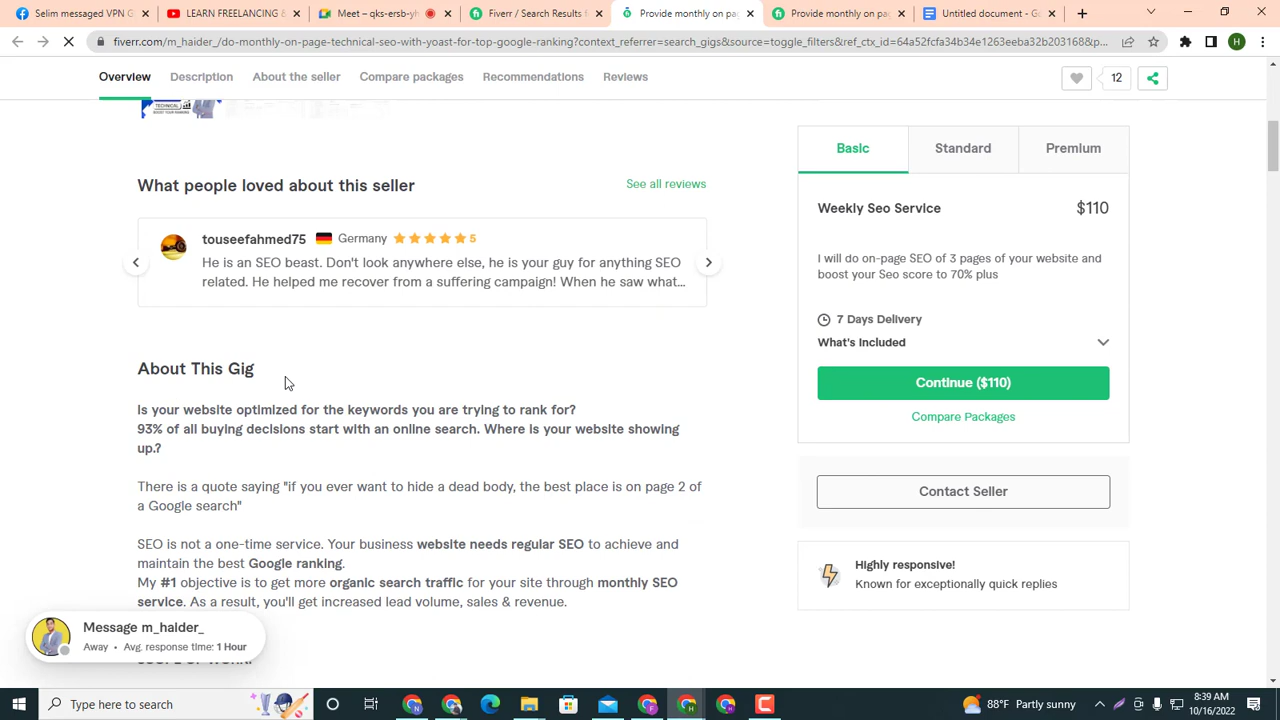 Selim messaged VPN G
LEARN FREELANCING &
Meet – qks-eq-yh
Fiverr / Search Results f
Provide monthly on pag
Provide monthly on pag
Untitled document - G
fiverr.com/m_haider_/do-monthly-on-page-technical-seo-with-yoast-for-top-google-ranking?context_referrer=search_gigs&source=toggle_filters&ref_ctx_id=64a52fcfa34b34e1263eeba32b203168&p...
H
Overview
Description
About the seller
Compare packages
Recommendations
Reviews
12
TECHNICAL
BOOST YOUR RANKING
Basic
Standard
Premium
What people loved about this seller
See all reviews
Weekly Seo Service
$110
touseefahmed75 Germany 5
He is an SEO beast. Don't look anywhere else, he is your guy for anything SEO
related. He helped me recover from a suffering campaign! When he saw what...
I will do on-page SEO of 3 pages of your website and
boost your Seo score to 70% plus
7 Days Delivery
What's Included
Continue ($110)
Compare Packages
About This Gig
Is your website optimized for the keywords you are trying to rank for?
93% of all buying decisions start with an online search. Where is your website showing
up.?
There is a quote saying "if you ever want to hide a dead body, the best place is on page 2 of
a Google search"
Contact Seller
SEO is not a one-time service. Your business website needs regular SEO to achieve and
maintain the best Google ranking.
My #1 objective is to get more organic search traffic for your site through monthly SEO
service. As a result, you'll get increased lead volume, sales & revenue.
Highly responsive!
Known for exceptionally quick replies
Message m_haider_
Away • Avg. response time: 1 Hour
Type here to search
88°F Partly sunny
8:39 AM
10/16/2022